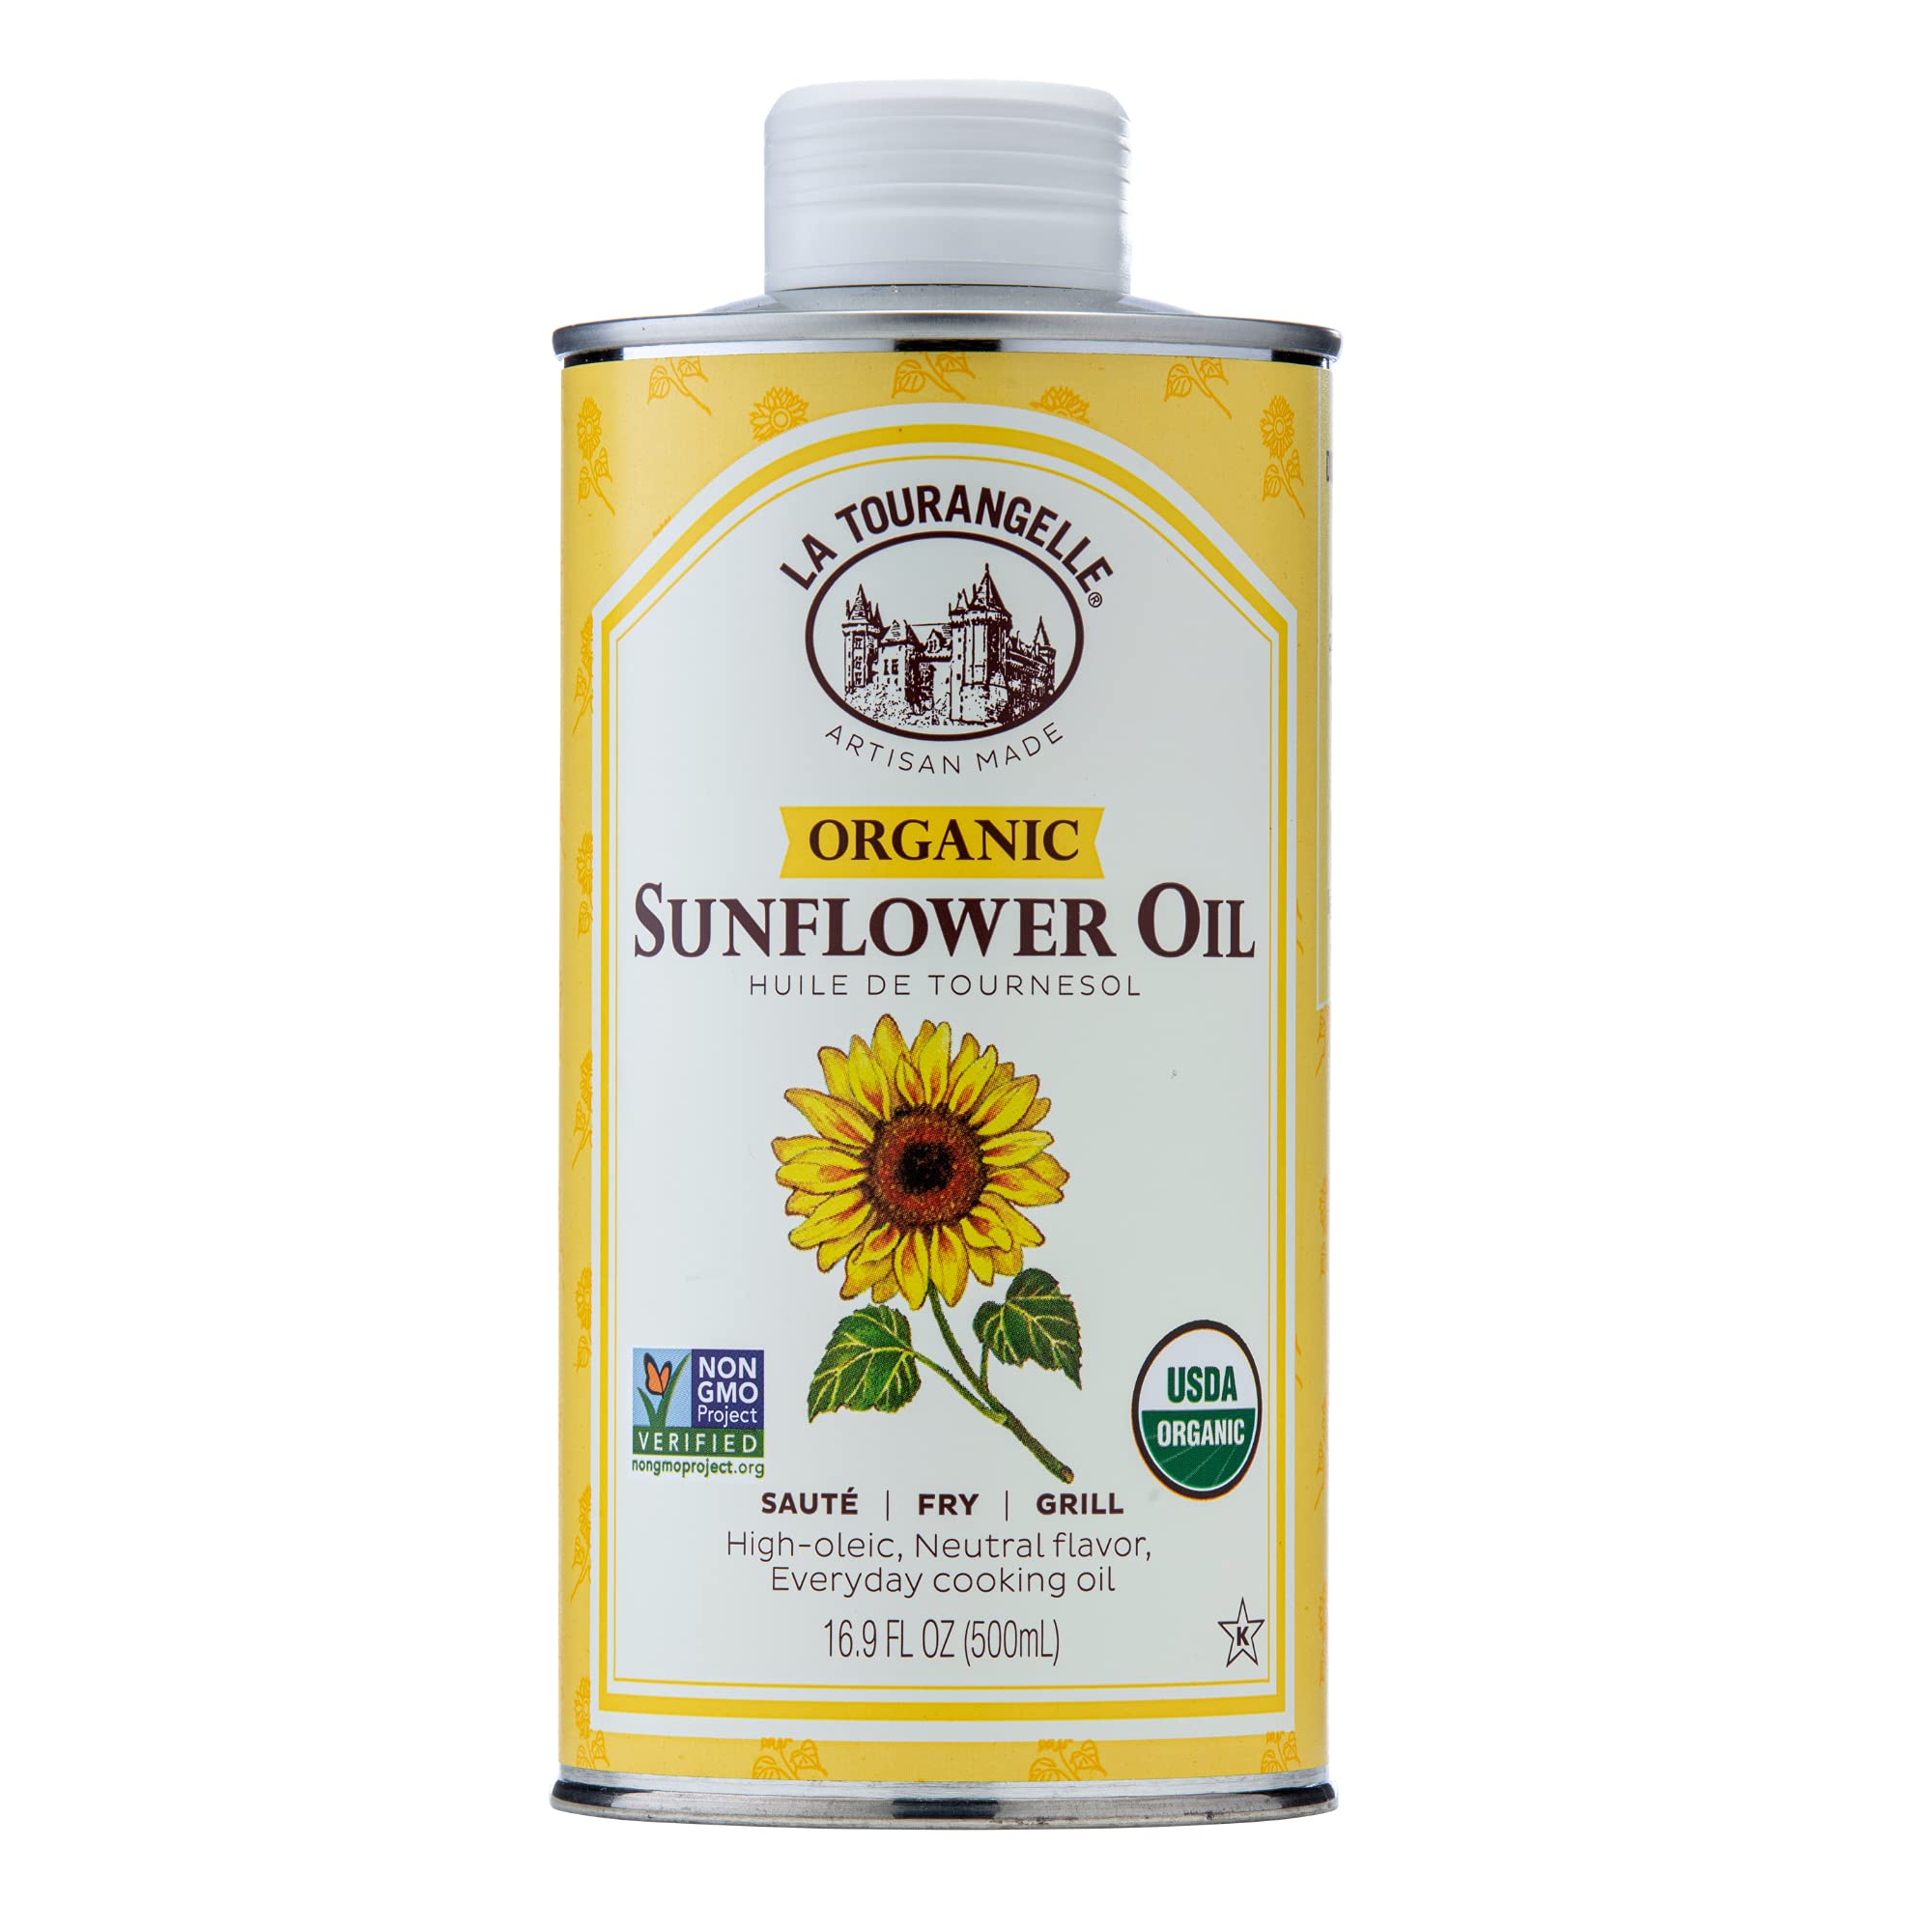 LA TOURANGELLE®
ARTISAN MADE
ORGANIC
SUNFLOWER OIL
HUILE DE TOURNESOL
NON
GMO
Project
VERIFIED
nongmoproject.org
USDA
ORGANIC
SAUTÉ | FRY | GRILL
High-oleic, Neutral flavor,
Everyday cooking oil
16.9 FL OZ (500mL)
K